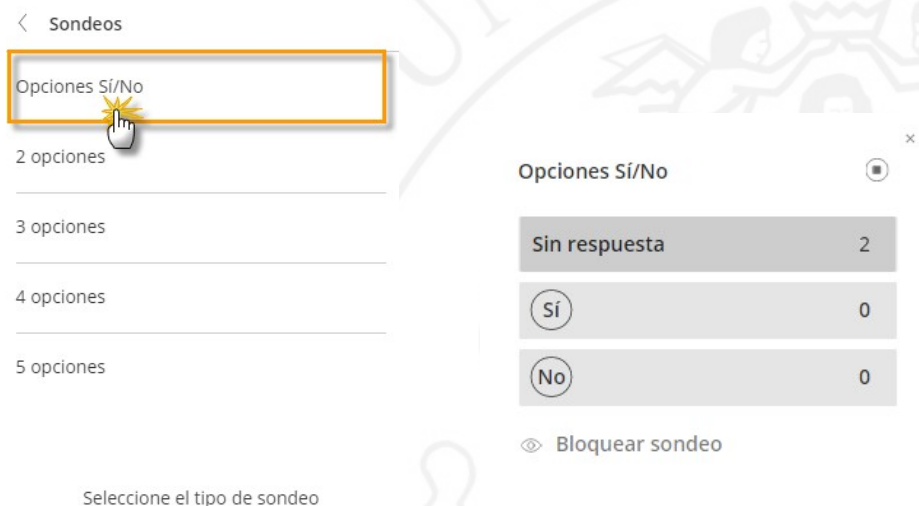 Sondeos
Opciones Sí/No
2 opciones
3 opciones
4 opciones
5 opciones
Seleccione el tipo de sondeo
Opciones Sí/No
Sin respuesta 2
Sí 0
No 0
Bloquear sondeo